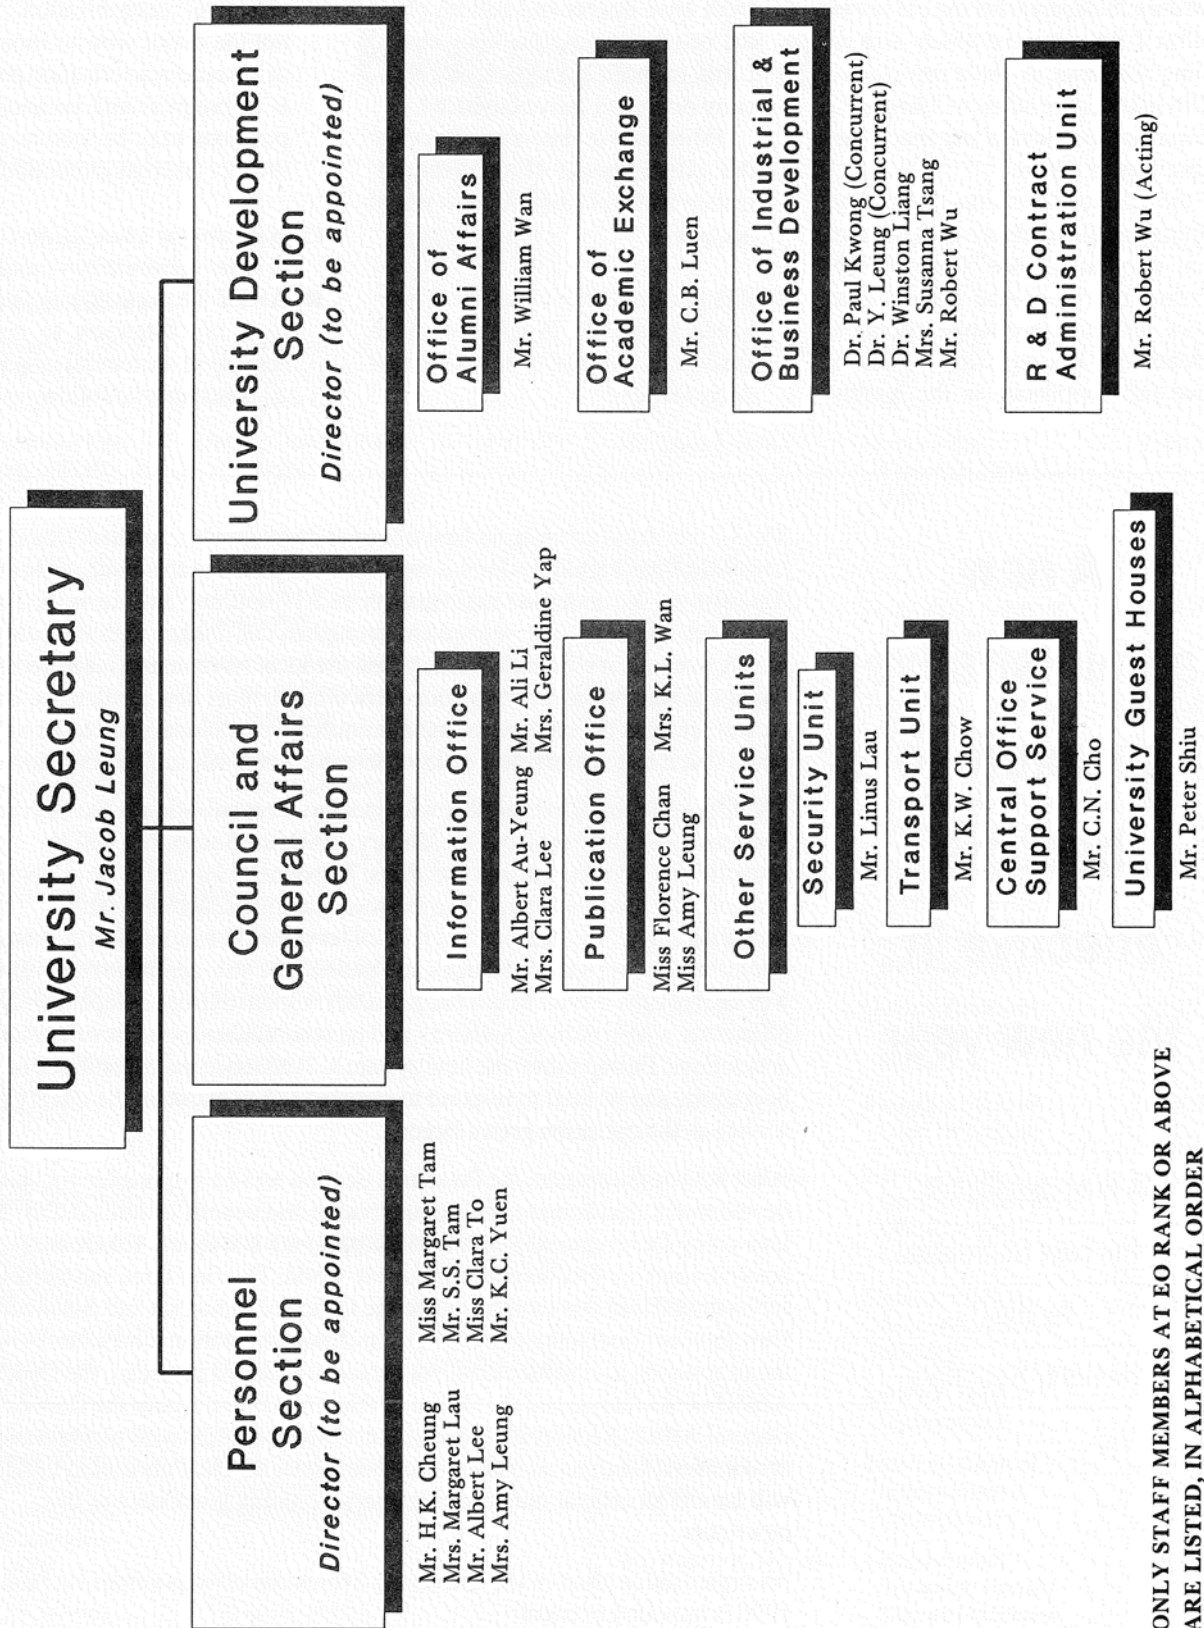 University Secretary
Mr. Jacob Leung
Personnel
Section
Director (to be appointed)
Mr. H.K. Cheung
Mrs. Margaret Lau
Mr. Albert Lee
Mrs. Amy Leung
Miss Margaret Tam
Mr. S.S. Tam
Miss Clara To
Mr. K.C. Yuen
Council and
General Affairs
Section
Information Office
Mr. Albert Au-Yeung
Mrs. Clara Lee
Mr. Ali Li
Mrs. Geraldine Yap
Publication Office
Miss Florence Chan
Miss Amy Leung
Mrs. K.L. Wan
Other Service Units
Security Unit
Mr. Linus Lau
Transport Unit
Mr. K.W. Chow
Central Office
Support Service
Mr. C.N. Cho
University Guest Houses
Mr. Peter Shiu
University Development
Section
Director (to be appointed)
Office of
Alumni Affairs
Mr. William Wan
Office of
Academic Exchange
Mr. C.B. Luen
Office of Industrial &
Business Development
Dr. Paul Kwong (Concurrent)
Dr. Y. Leung (Concurrent)
Dr. Winston Liang
Mrs. Susanna Tsang
Mr. Robert Wu
R & D Contract
Administration Unit
Mr. Robert Wu (Acting)
ONLY STAFF MEMBERS AT EO RANK OR ABOVE
ARE LISTED, IN ALPHABETICAL ORDER